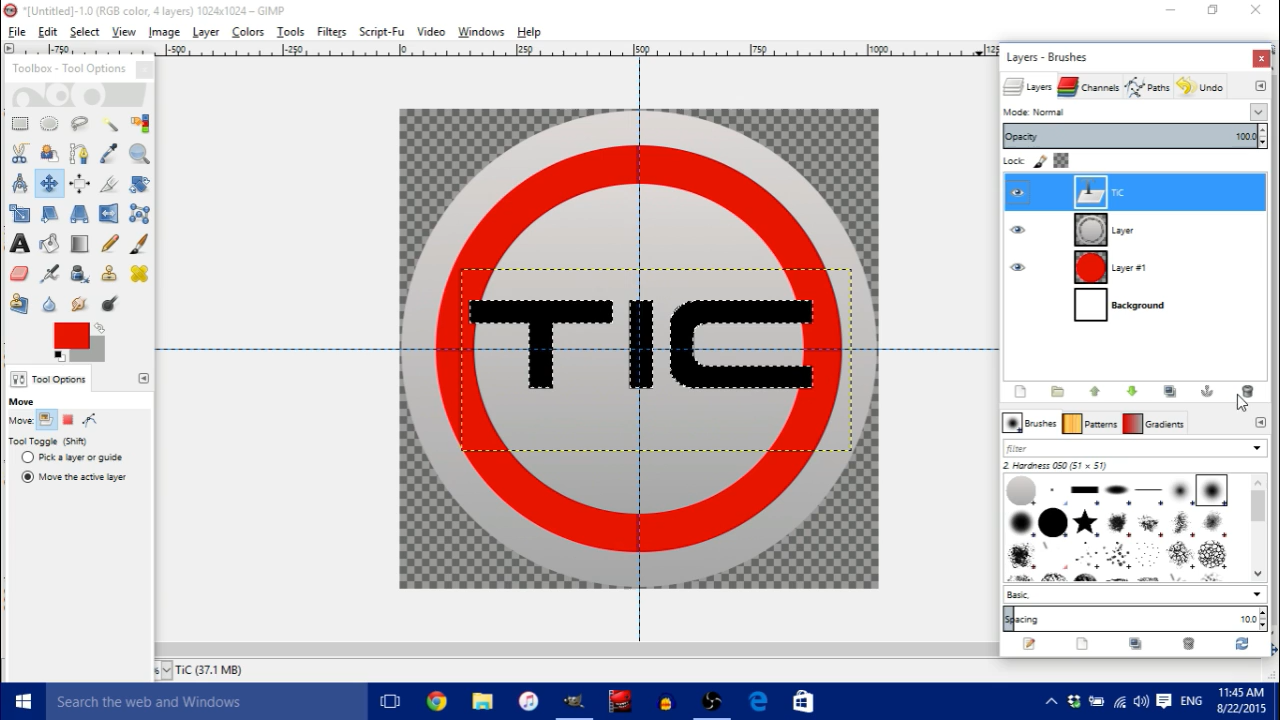 *[Untitled]-1.0 (RGB color, 4 layers) 1024x1024 – GIMP
File Edit Select View Image Layer Colors Tools Filters Script-Fu Video Windows Help
-750 -500 -250 0 250 500 750 1000 125
Toolbox - Tool Options
Tool Options
Move
Move:
Tool Toggle (Shift)
Pick a layer or guide
Move the active layer
TiC
Layers - Brushes
Layers Channels Paths Undo
Mode: Normal
Opacity 100.0
Lock:
TiC
Layer
Layer #1
Background
Brushes Patterns Gradients
filter
2. Hardness 050 (51 × 51)
Basic,
Spacing 10.0
% TiC (37.1 MB)
Search the web and Windows
ENG
11:45 AM
8/22/2015